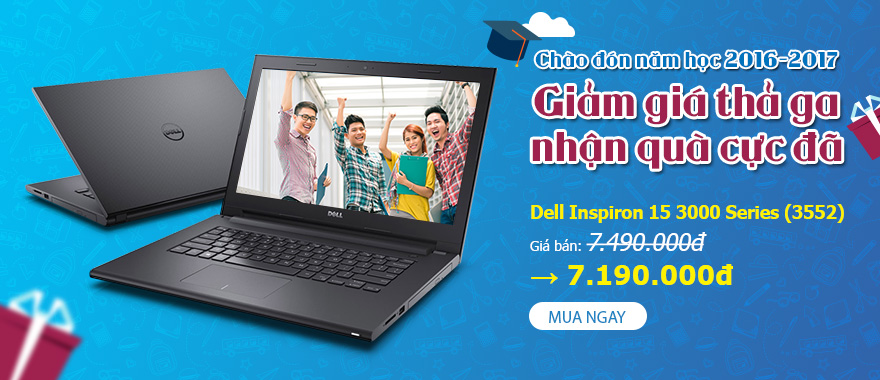 Chào đón năm học 2016-2017
Giảm giá thả ga
nhận quà cực đã
Dell Inspiron 15 3000 Series (3552)
Giá bán: 7.490.000đ
→ 7.190.000đ
MUA NGAY
DELL
DELL